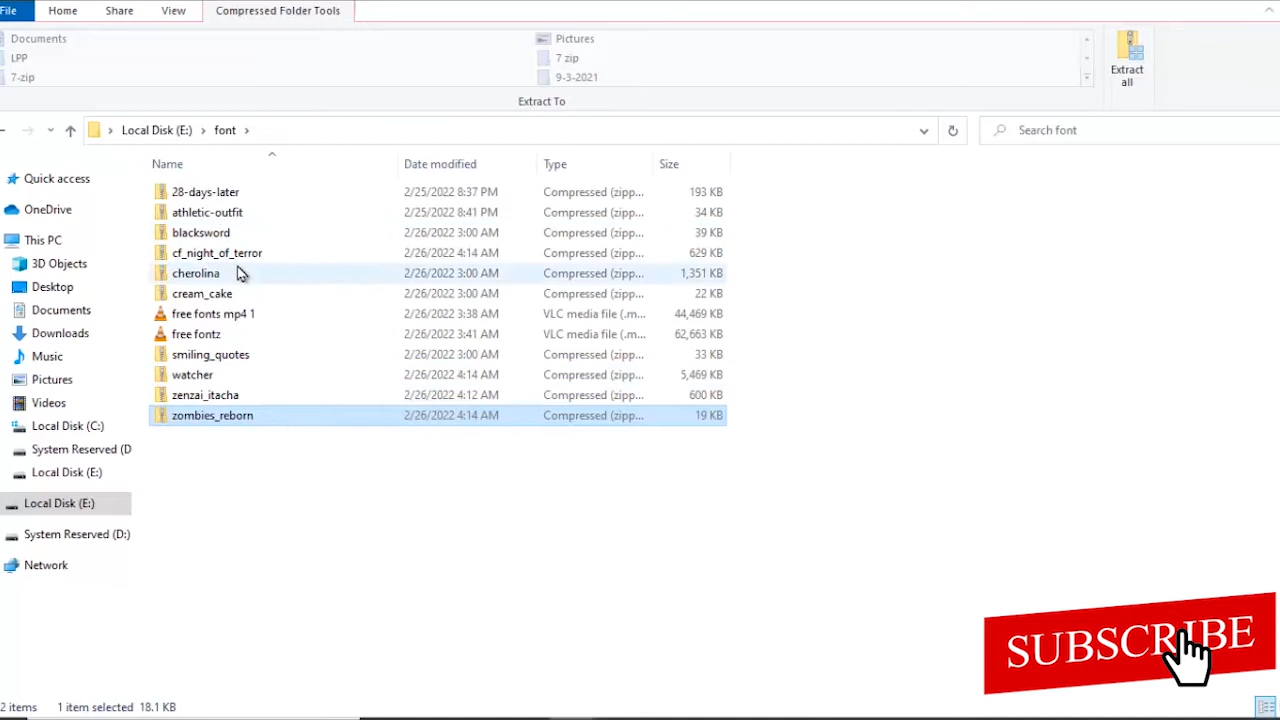 File Home Share View Compressed Folder Tools
Documents Pictures
LPP 7 zip
7-zip 9-3-2021
Extract all
Extract To
Local Disk (E:) › font ›
Search font
Quick access
OneDrive
This PC
3D Objects
Desktop
Documents
Downloads
Music
Pictures
Videos
Local Disk (C:)
System Reserved (D
Local Disk (E:)
Local Disk (E:)
System Reserved (D:)
Network
Name Date modified Type Size
28-days-later 2/25/2022 8:37 PM Compressed (zipp... 193 KB
athletic-outfit 2/25/2022 8:41 PM Compressed (zipp... 34 KB
blacksword 2/26/2022 3:00 AM Compressed (zipp... 39 KB
cf_night_of_terror 2/26/2022 4:14 AM Compressed (zipp... 629 KB
cherolina 2/26/2022 3:00 AM Compressed (zipp... 1,351 KB
cream_cake 2/26/2022 3:00 AM Compressed (zipp... 22 KB
free fonts mp4 1 2/26/2022 3:38 AM VLC media file (.m... 44,469 KB
free fontz 2/26/2022 3:41 AM VLC media file (.m... 62,663 KB
smiling_quotes 2/26/2022 3:00 AM Compressed (zipp... 33 KB
watcher 2/26/2022 4:14 AM Compressed (zipp... 5,469 KB
zenzai_itacha 2/26/2022 4:12 AM Compressed (zipp... 600 KB
zombies_reborn 2/26/2022 4:14 AM Compressed (zipp... 19 KB
SUBSCRIBE
2 items 1 item selected 18.1 KB